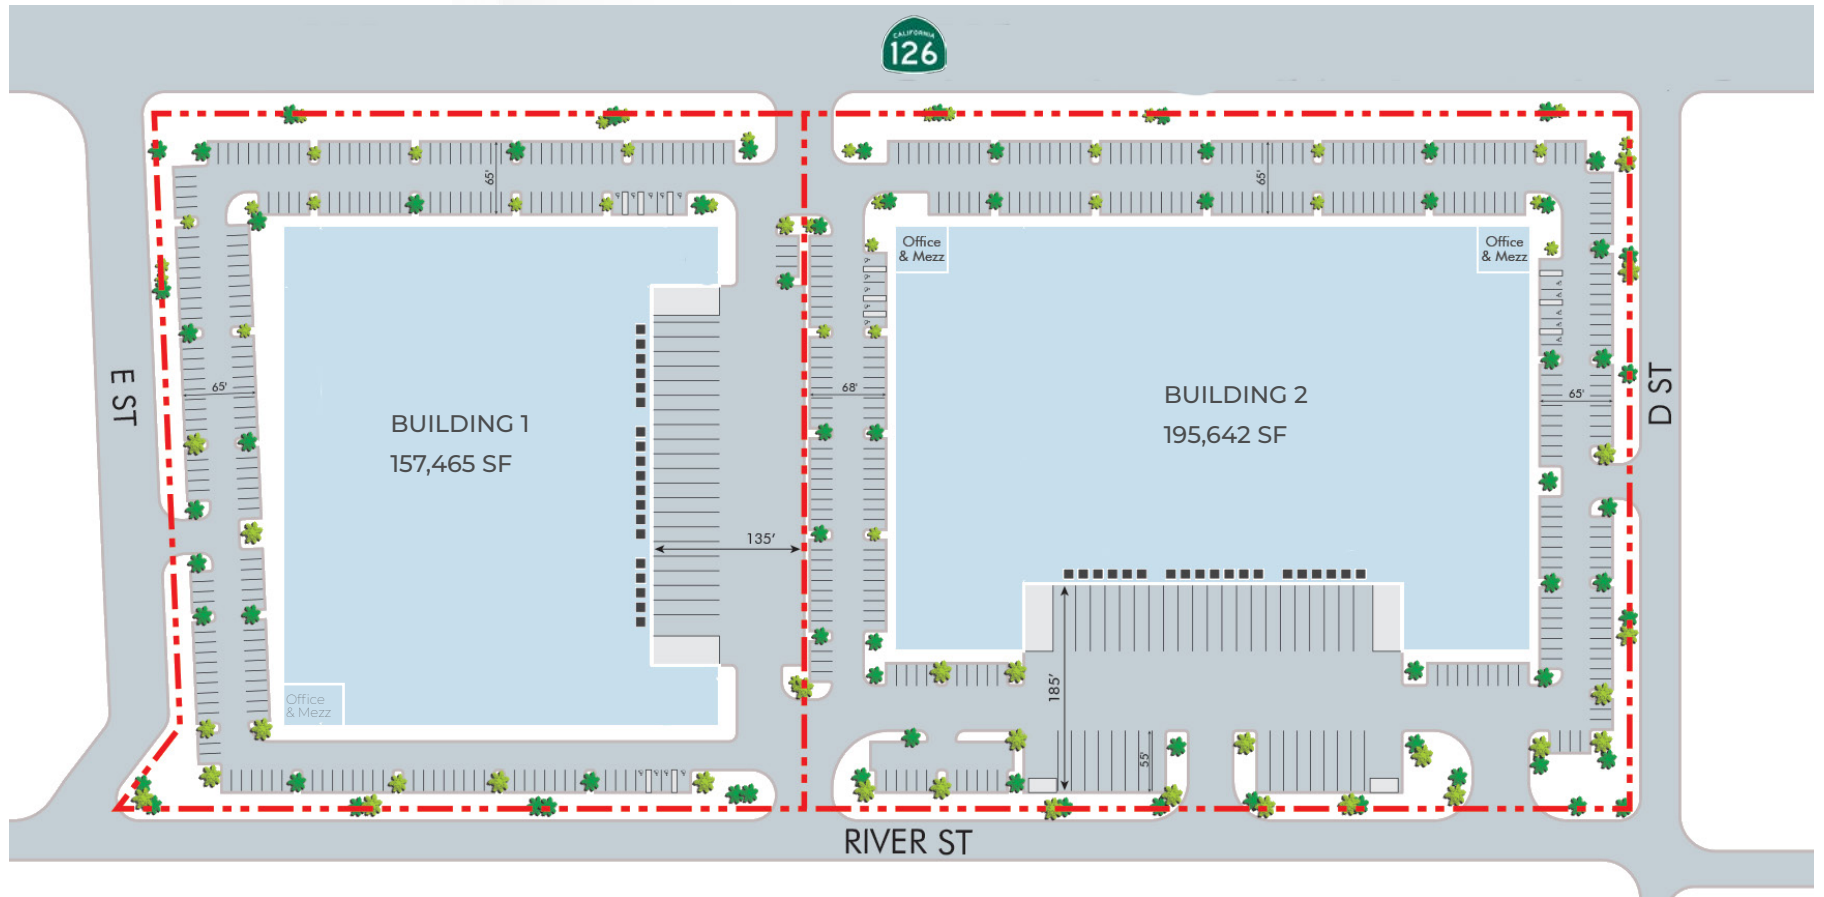 CALIFORNIA
126
65'
65'
Office
& Mezz
Office
& Mezz
E ST
65'
68'
65'
D ST
BUILDING 1
157,465 SF
BUILDING 2
195,642 SF
135'
185'
55'
Office
& Mezz
RIVER ST